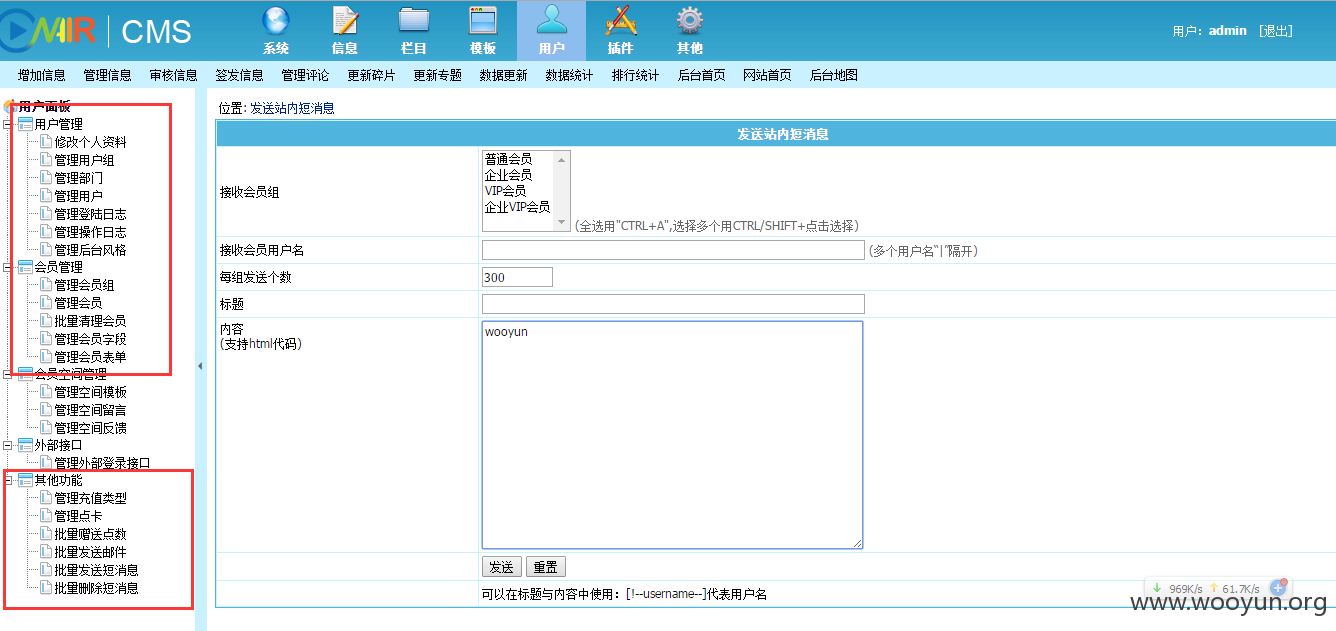 OMAIR CMS
系统 信息 栏目 模板 用户 插件 其他
用户：admin [退出]
增加信息 管理信息 审核信息 签发信息 管理评论 更新碎片 更新专题 数据更新 数据统计 排行统计 后台首页 网站首页 后台地图
用户面板
用户管理
修改个人资料
管理用户组
管理部门
管理用户
管理登陆日志
管理操作日志
管理后台风格
会员管理
管理会员组
管理会员
批量清理会员
管理会员字段
管理会员表单
会员空间管理
管理空间模板
管理空间留言
管理空间反馈
外部接口
管理外部登录接口
其他功能
管理充值类型
管理点卡
批量赠送点数
批量发送邮件
批量发送短消息
批量删除短消息
位置: 发送站内短消息
发送站内短消息
接收会员组
普通会员
企业会员
VIP会员
企业VIP会员
(全选用"CTRL+A",选择多个用CTRL/SHIFT+点击选择)
接收会员用户名 (多个用户名“|”隔开)
每组发送个数 300
标题
内容
(支持html代码)
wooyun
发送 重置
可以在标题与内容中使用：[!--username--]代表用户名
969K/s 61.7K/s
www.wooyun.org